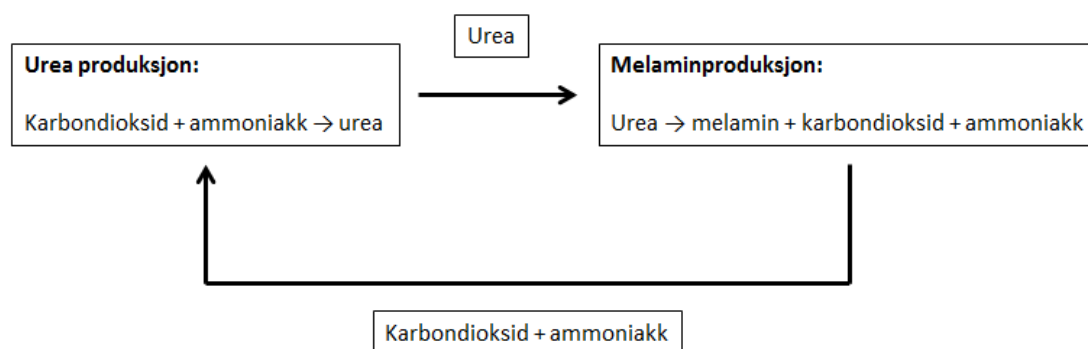 Urea
Urea produksjon:
Karbondioksid + ammoniakk → urea
Melaminproduksjon:
Urea → melamin + karbondioksid + ammoniakk
Karbondioksid + ammoniakk